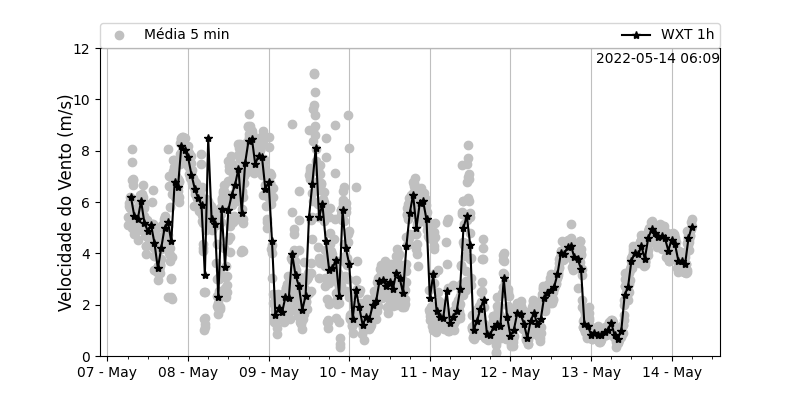 Média 5 min
WXT 1h
2022-05-14 06:09
Velocidade do Vento (m/s)
12
10
8
6
4
2
0
07 - May
08 - May
09 - May
10 - May
11 - May
12 - May
13 - May
14 - May